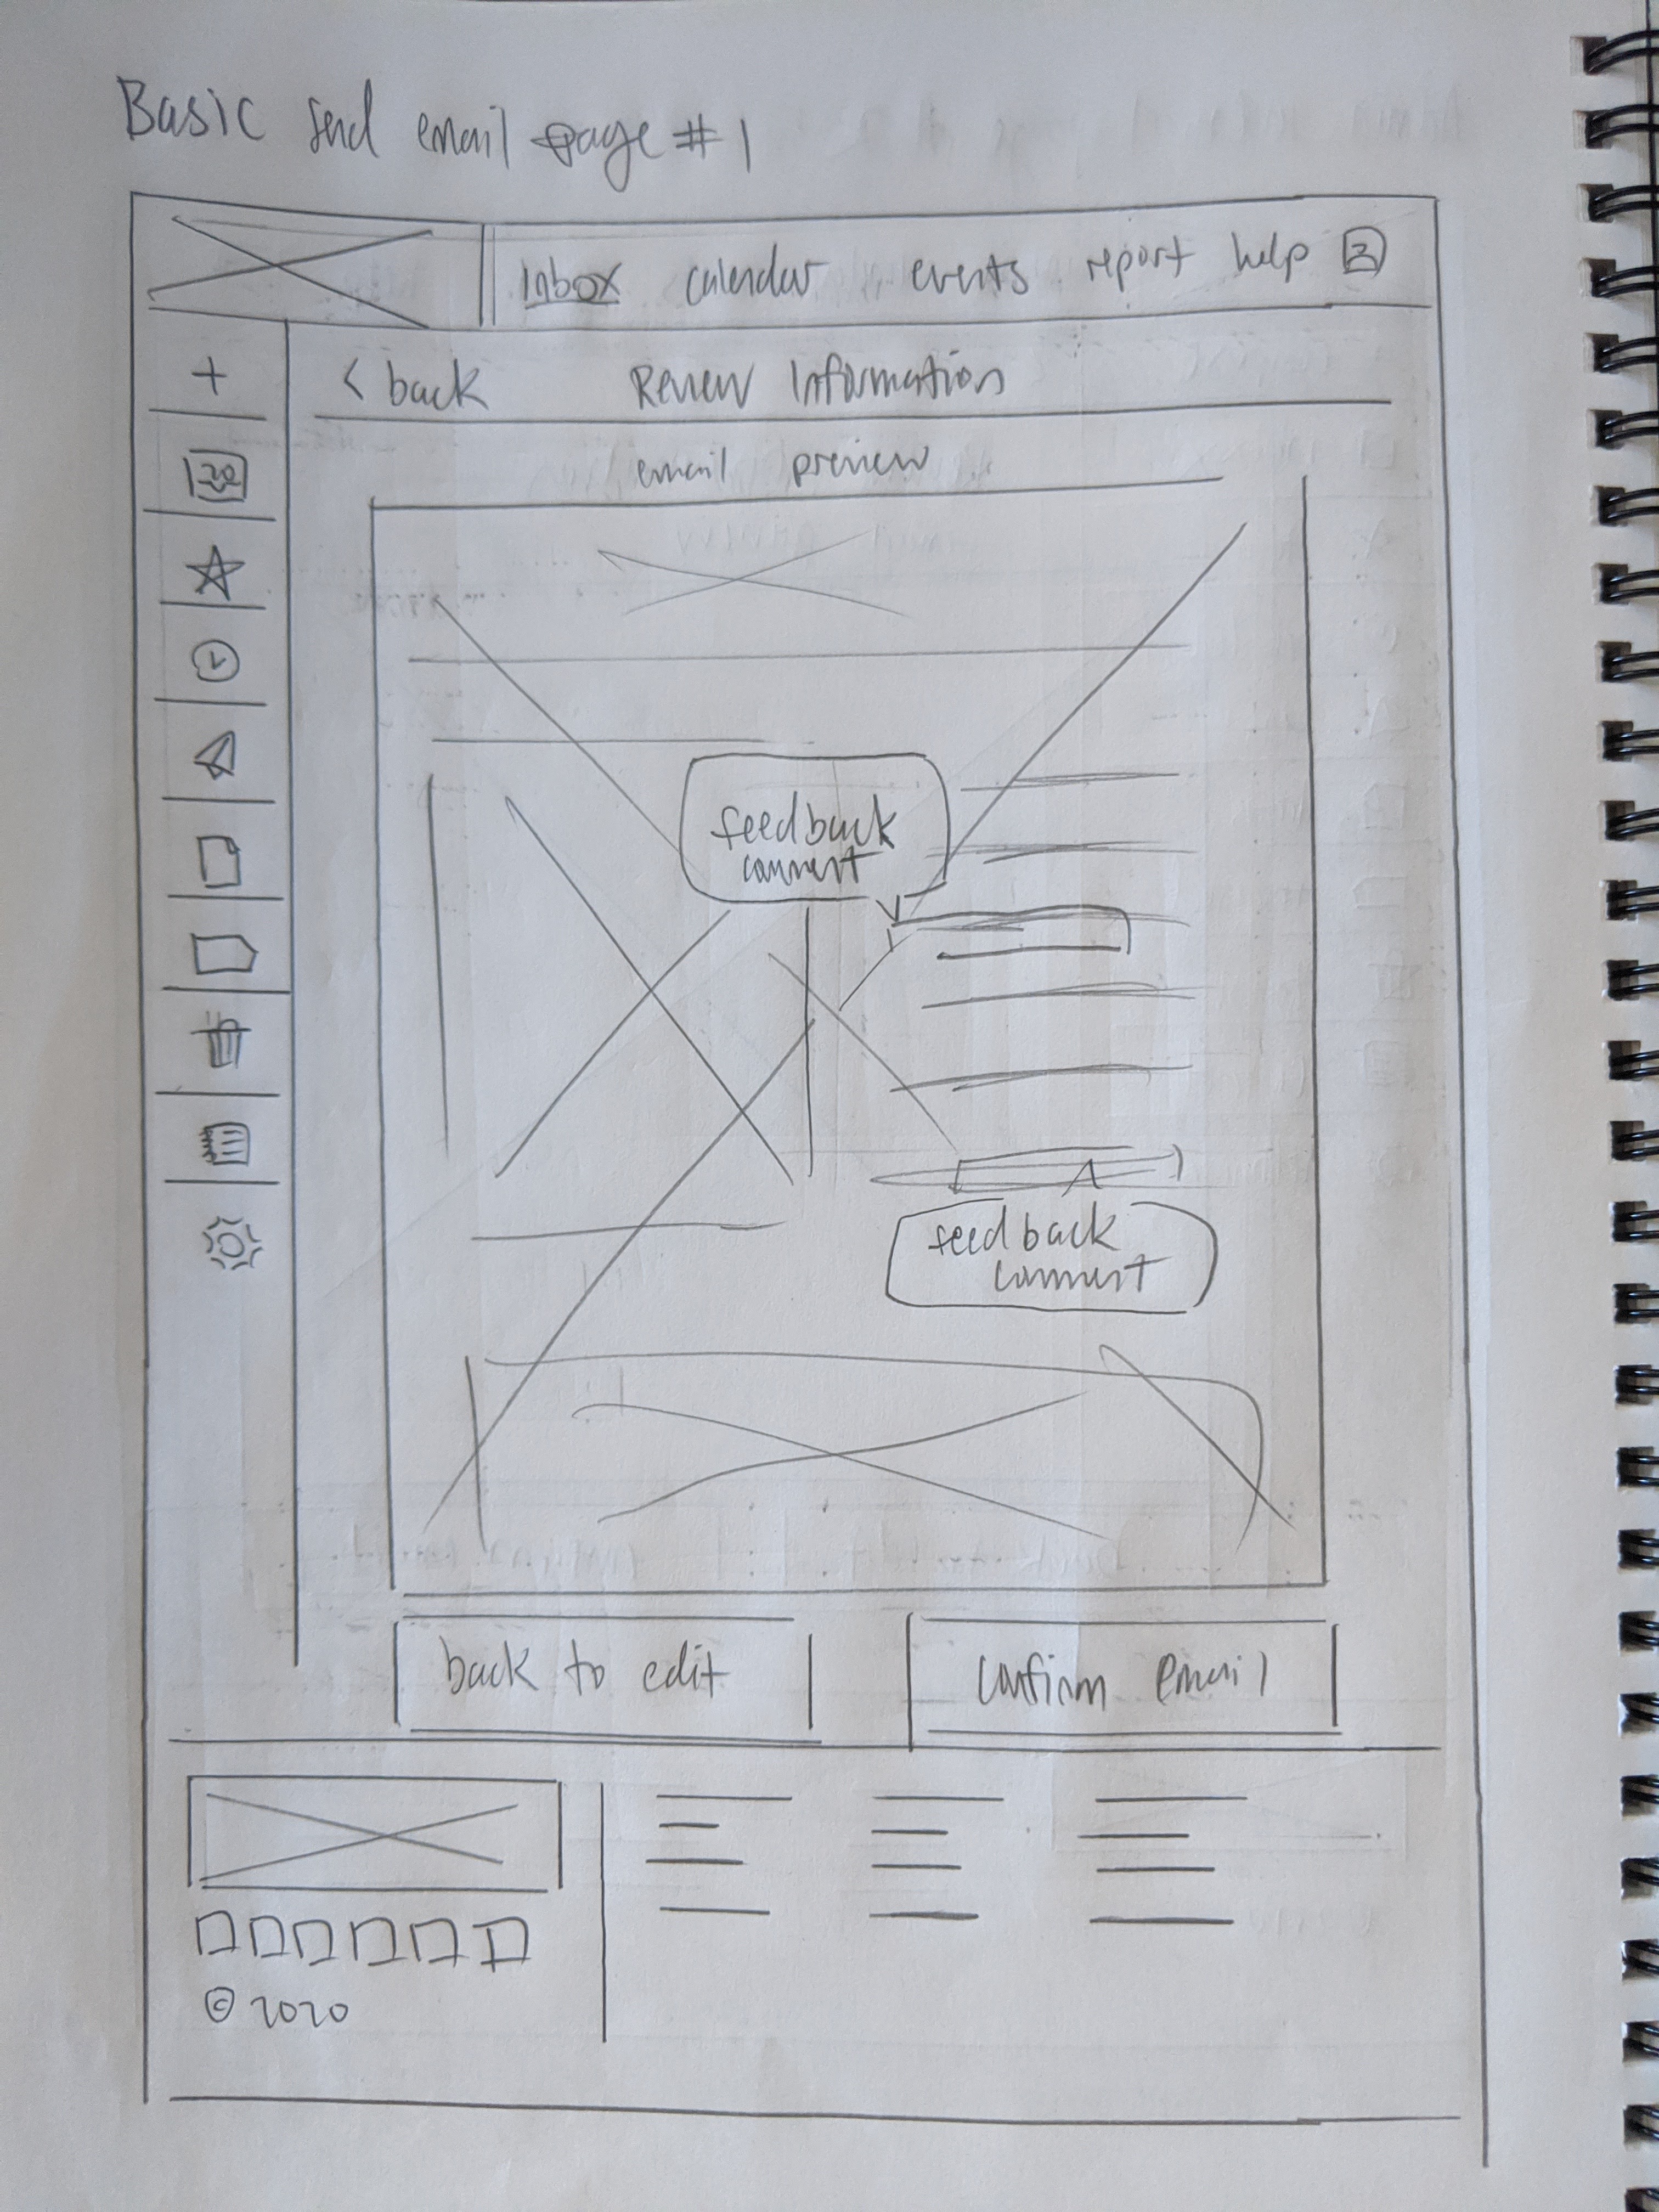 Basic send email page #1
Inbox calendar events report help
< back Review Information
email preview
feedback
comment
feedback
comment
back to edit confirm email
© 2020